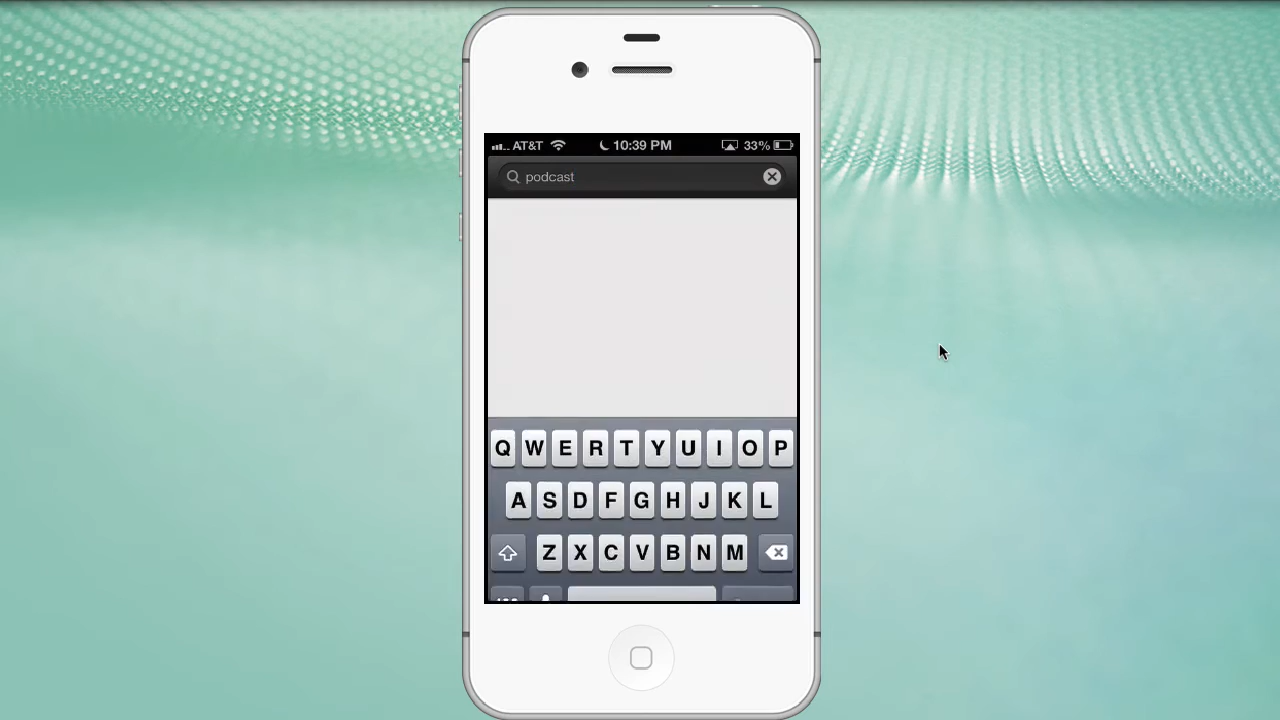 AT&T 10:39 PM 33%
podcast
Q W E R T Y U I O P
A S D F G H J K L
Z X C V B N M